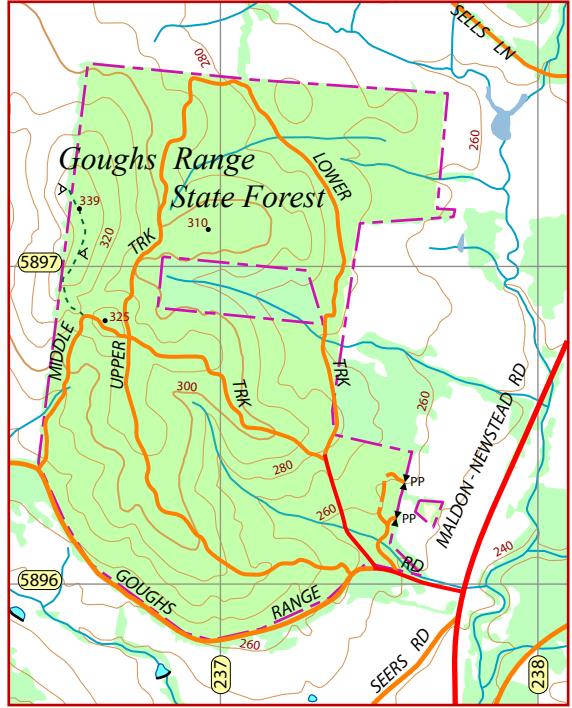 SELLS LN
280
260
Goughs Range
State Forest
LOWER
339
310
320
TRK
5897
325
MIDDLE
UPPER
TRK
TRK
300
260
MALDON - NEWSTEAD RD
280
PP
260
PP
240
RD
5896
GOUGHS
RANGE
260
SEERS RD
237
238